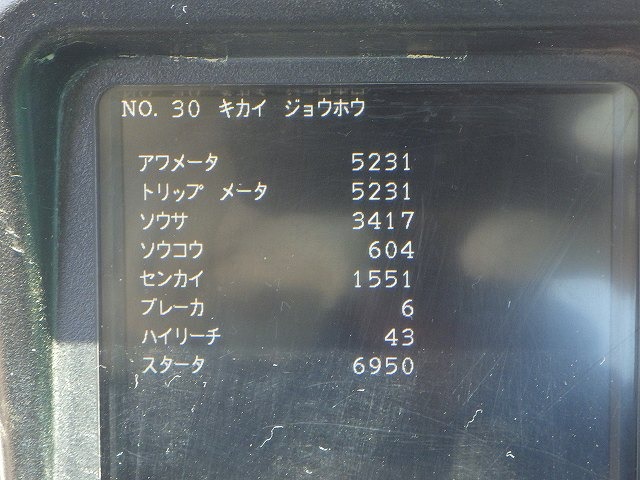 NO. 30 キカイ ジョウホウ
アワメータ 5231
トリップ メータ 5231
ソウサ 3417
ソウコウ 604
センカイ 1551
ブレーカ 6
ハイリーチ 43
スタータ 6950